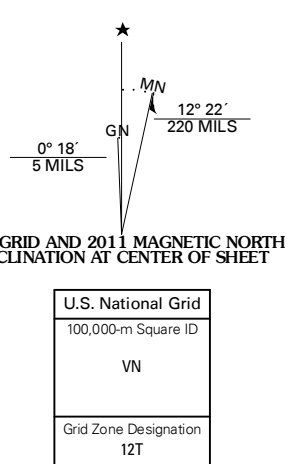 ★
MN
GN
12° 22´
220 MILS
0° 18´
5 MILS
GRID AND 2011 MAGNETIC NORTH
CLINATION AT CENTER OF SHEET
U.S. National Grid
100,000-m Square ID
VN
Grid Zone Designation
12T